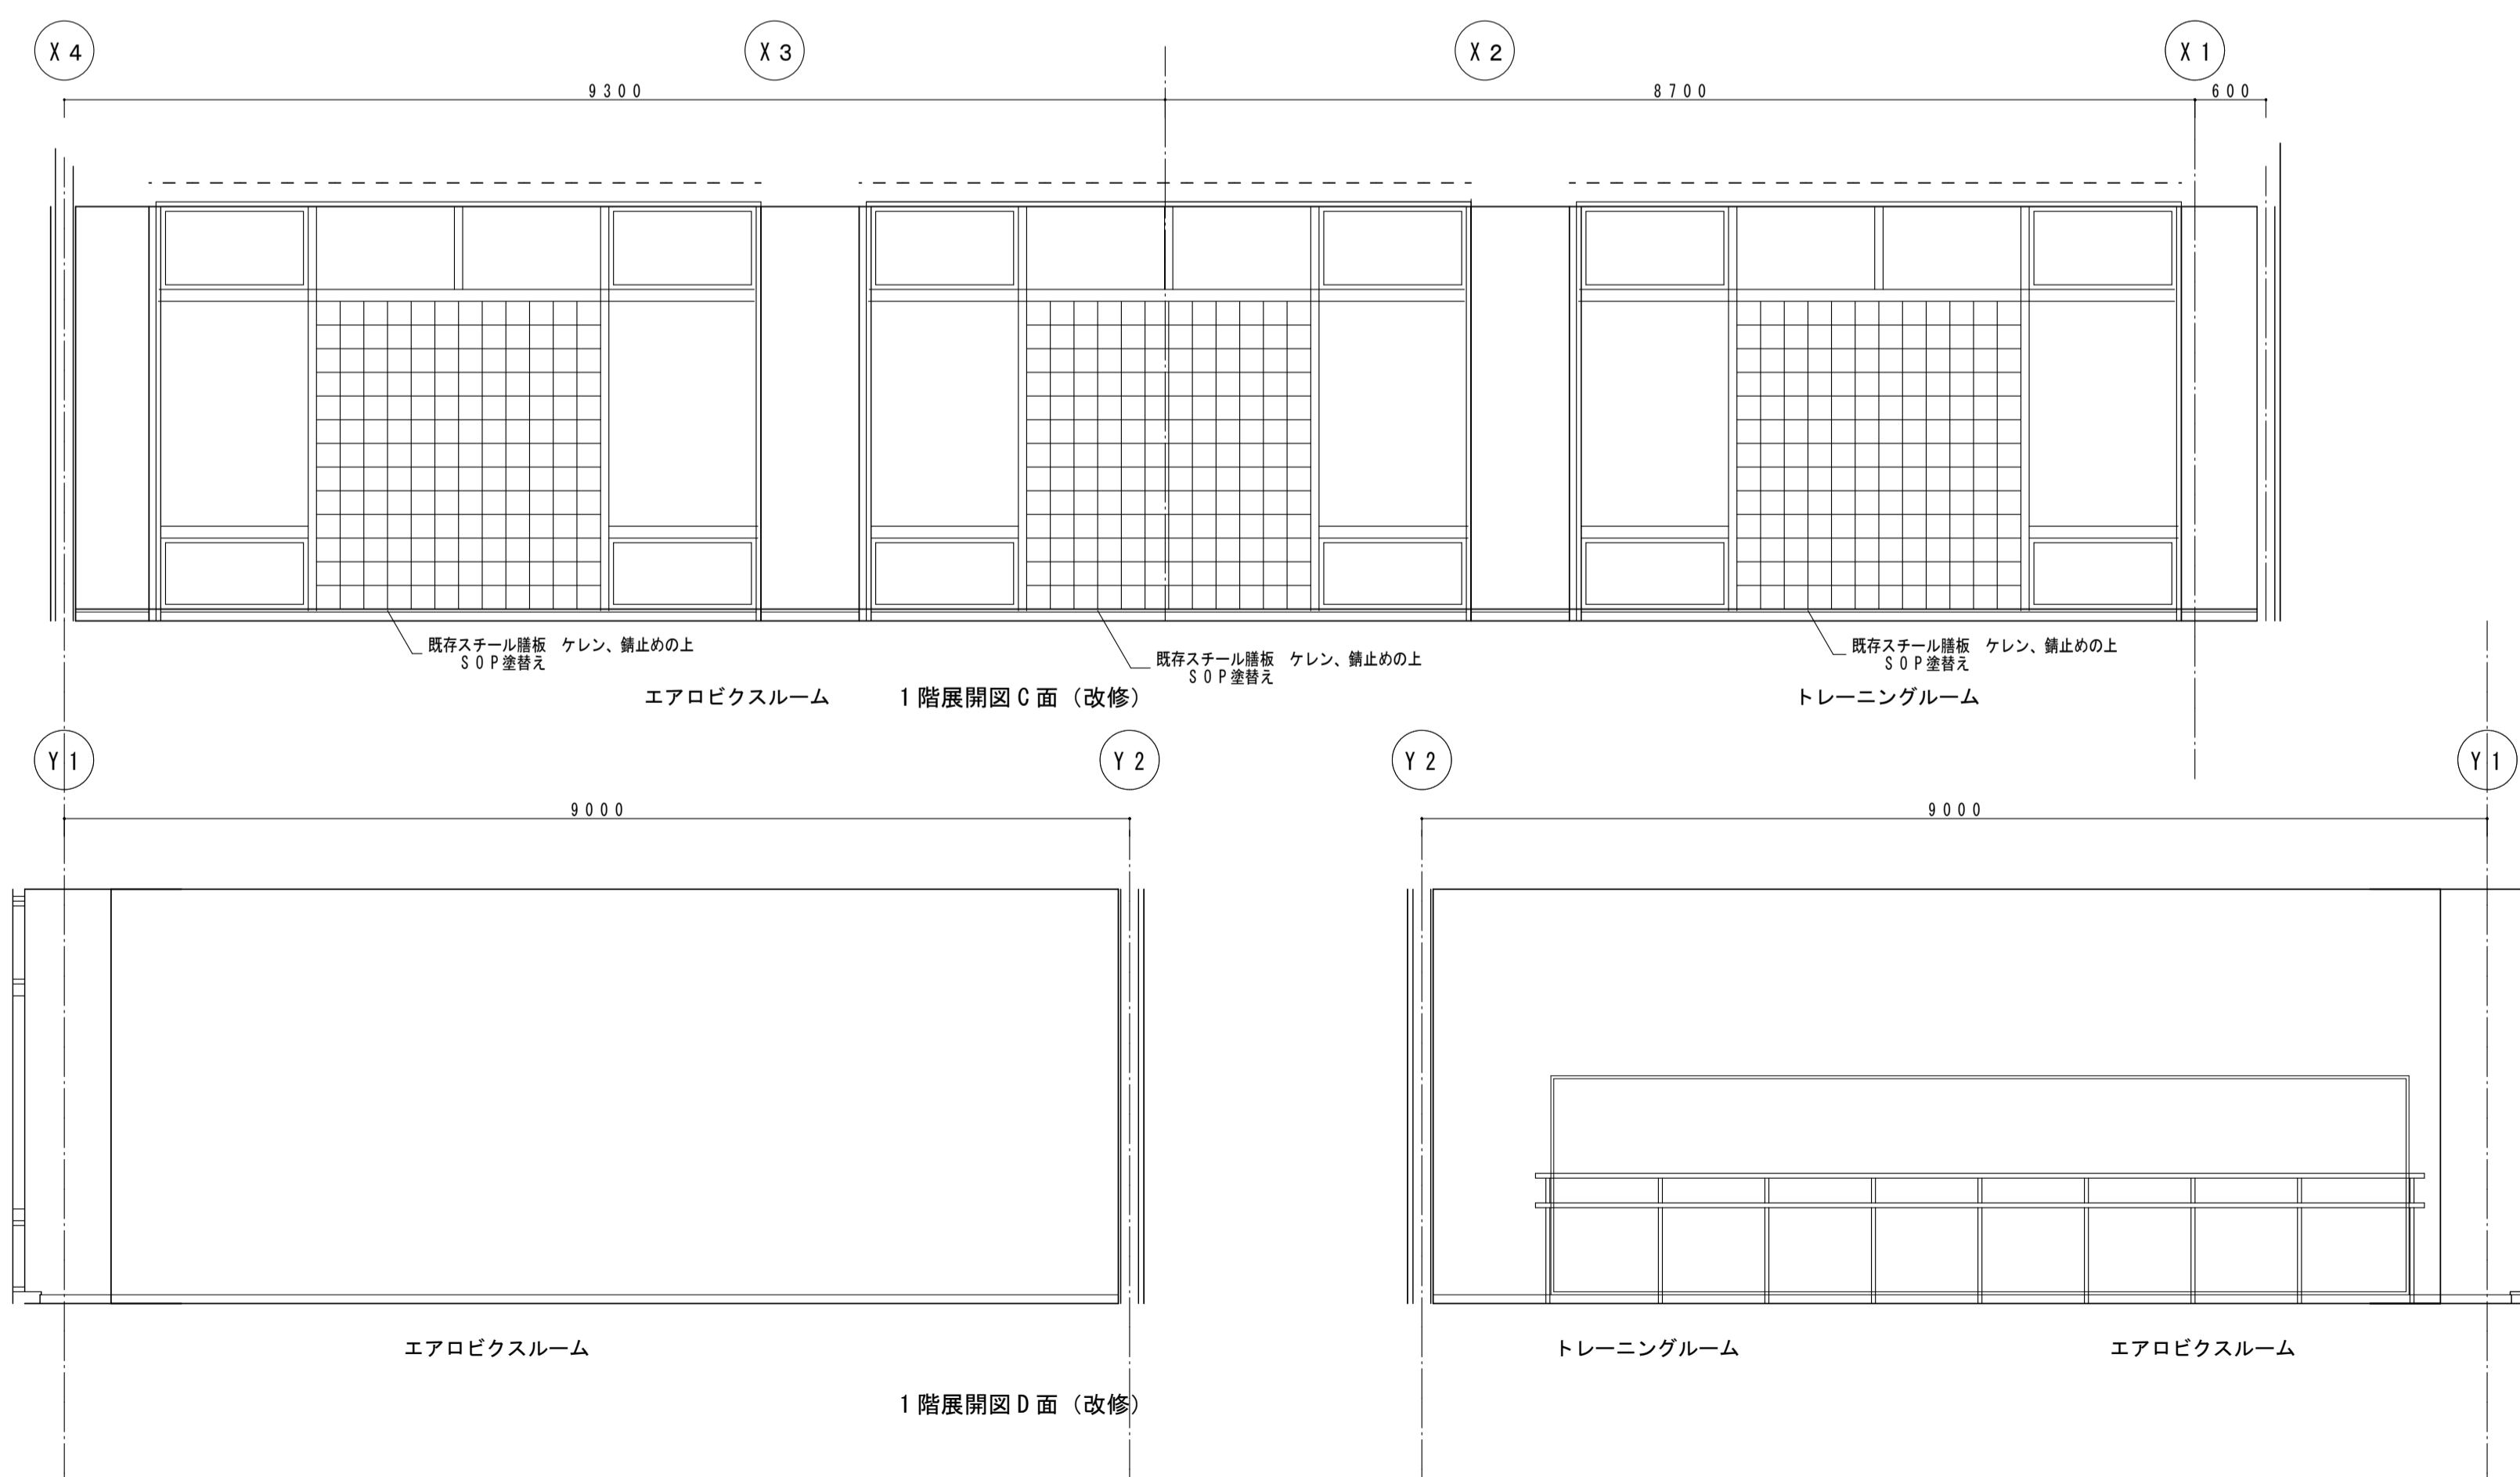 X4
X3
X2
X1
9300
8700
600
既存スチール膳板　ケレン、錆止めの上
SOP塗替え
既存スチール膳板　ケレン、錆止めの上
SOP塗替え
既存スチール膳板　ケレン、錆止めの上
SOP塗替え
エアロビクスルーム
1階展開図C面（改修）
トレーニングルーム
Y1
Y2
Y2
Y1
9000
9000
エアロビクスルーム
トレーニングルーム
エアロビクスルーム
1階展開図D面（改修）